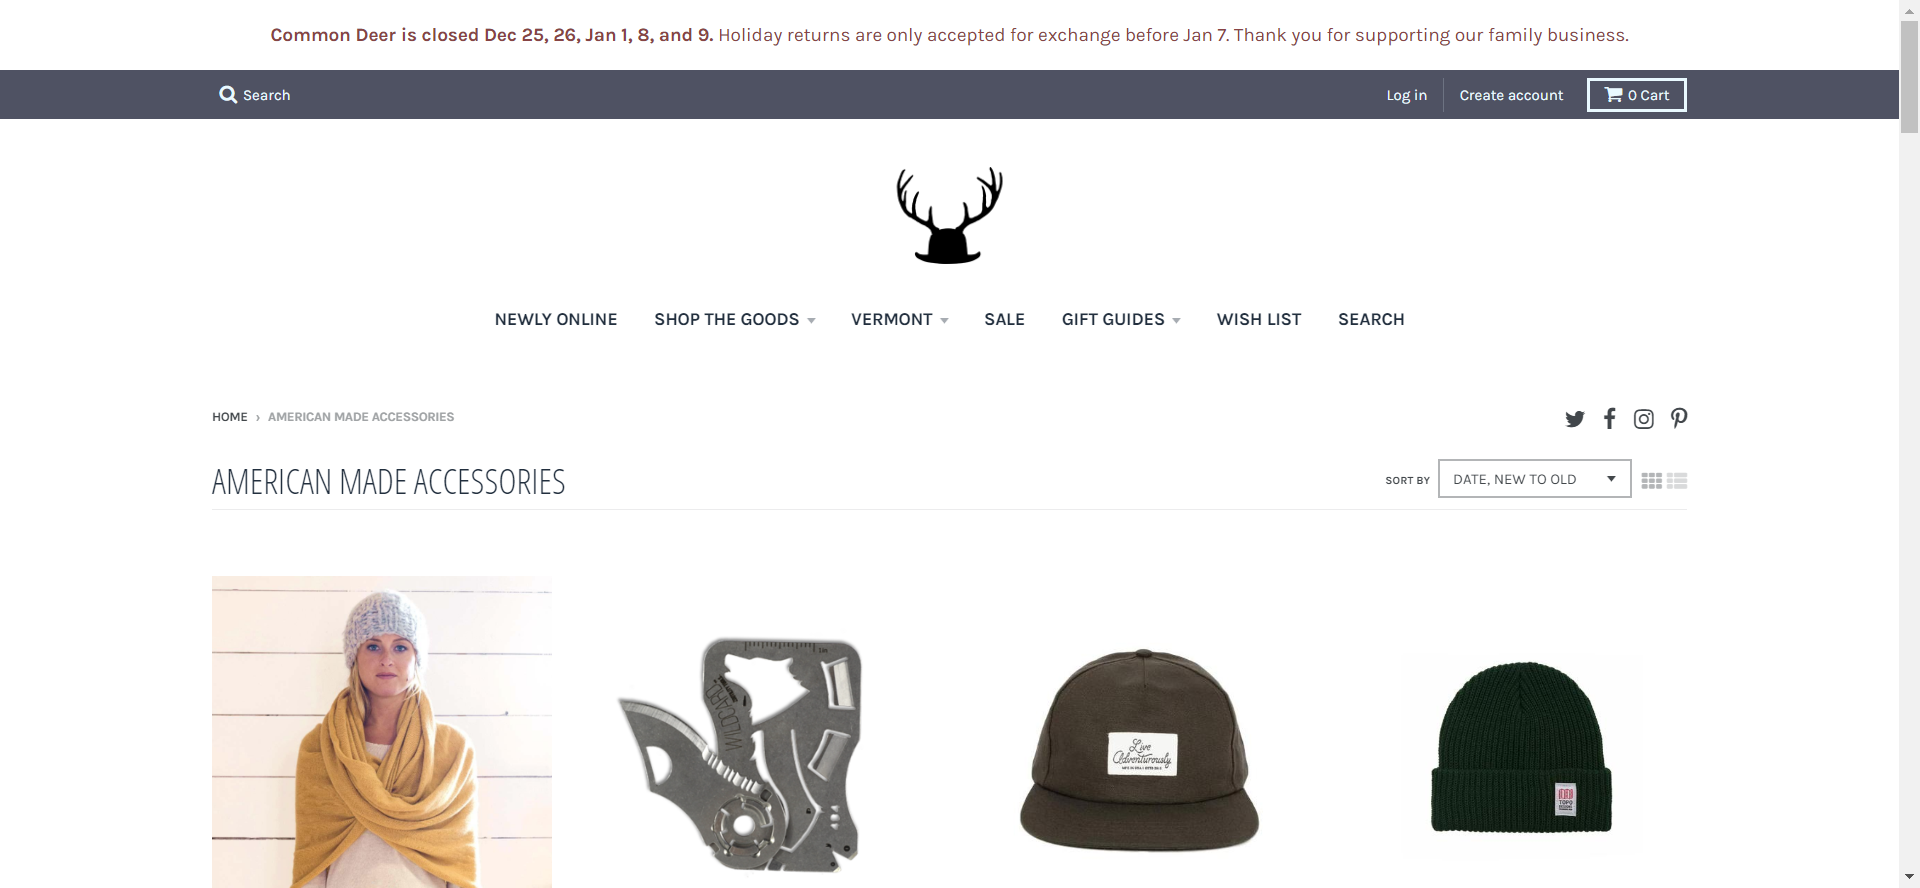 Common Deer is closed Dec 25, 26, Jan 1, 8, and 9. Holiday returns are only accepted for exchange before Jan 7. Thank you for supporting our family business.
Search
Log in
Create account
0 Cart
NEWLY ONLINE
SHOP THE GOODS
VERMONT
SALE
GIFT GUIDES
WISH LIST
SEARCH
HOME › AMERICAN MADE ACCESSORIES
AMERICAN MADE ACCESSORIES
SORT BY
DATE, NEW TO OLD
WILDCARD
Live
Adventurously
TOPO
DESIGNS